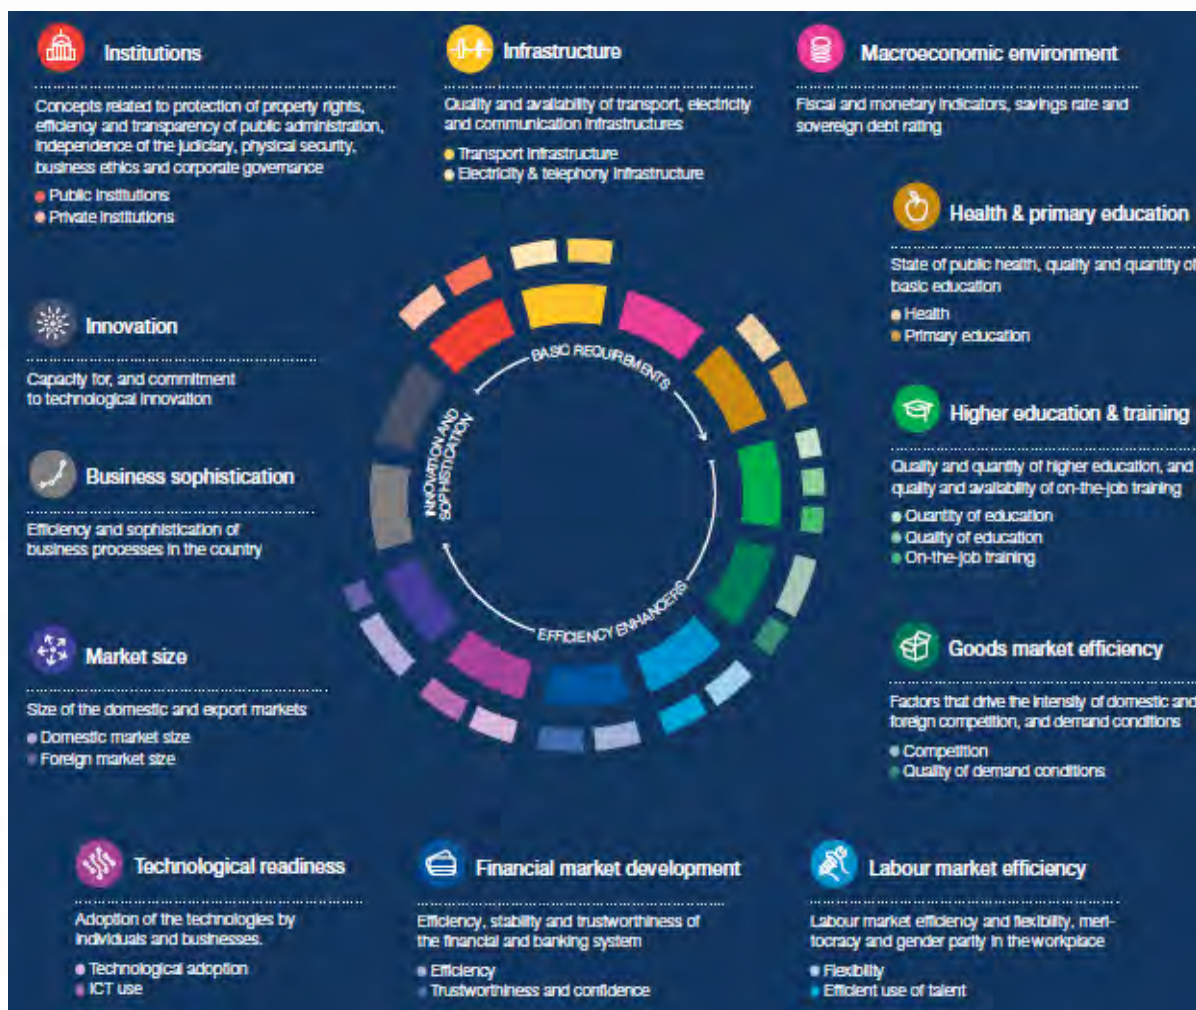 Institutions
Concepts related to protection of property rights,
efficiency and transparency of public administration,
independence of the judiciary, physical security,
business ethics and corporate governance
Public institutions
Private institutions
Infrastructure
Quality and availability of transport, electricity
and communication infrastructures
Transport infrastructure
Electricity & telephony infrastructure
Macroeconomic environment
Fiscal and monetary indicators, savings rate and
sovereign debt rating
Health & primary education
State of public health, quality and quantity of
basic education
Health
Primary education
Innovation
Capacity for, and commitment
to technological innovation
BASIC REQUIREMENTS
INNOVATION AND
SOPHISTICATION
EFFICIENCY ENHANCERS
Higher education & training
Quality and quantity of higher education, and
quality and availability of on-the-job training
Quantity of education
Quality of education
On-the-job training
Business sophistication
Efficiency and sophistication of
business processes in the country
Market size
Size of the domestic and export markets
Domestic market size
Foreign market size
Goods market efficiency
Factors that drive the intensity of domestic and
foreign competition, and demand conditions
Competition
Quality of demand conditions
Technological readiness
Adoption of the technologies by
individuals and businesses.
Technological adoption
ICT use
Financial market development
Efficiency, stability and trustworthiness of
the financial and banking system
Efficiency
Trustworthiness and confidence
Labour market efficiency
Labour market efficiency and flexibility, meri-
tocracy and gender parity in the workplace
Flexibility
Efficient use of talent